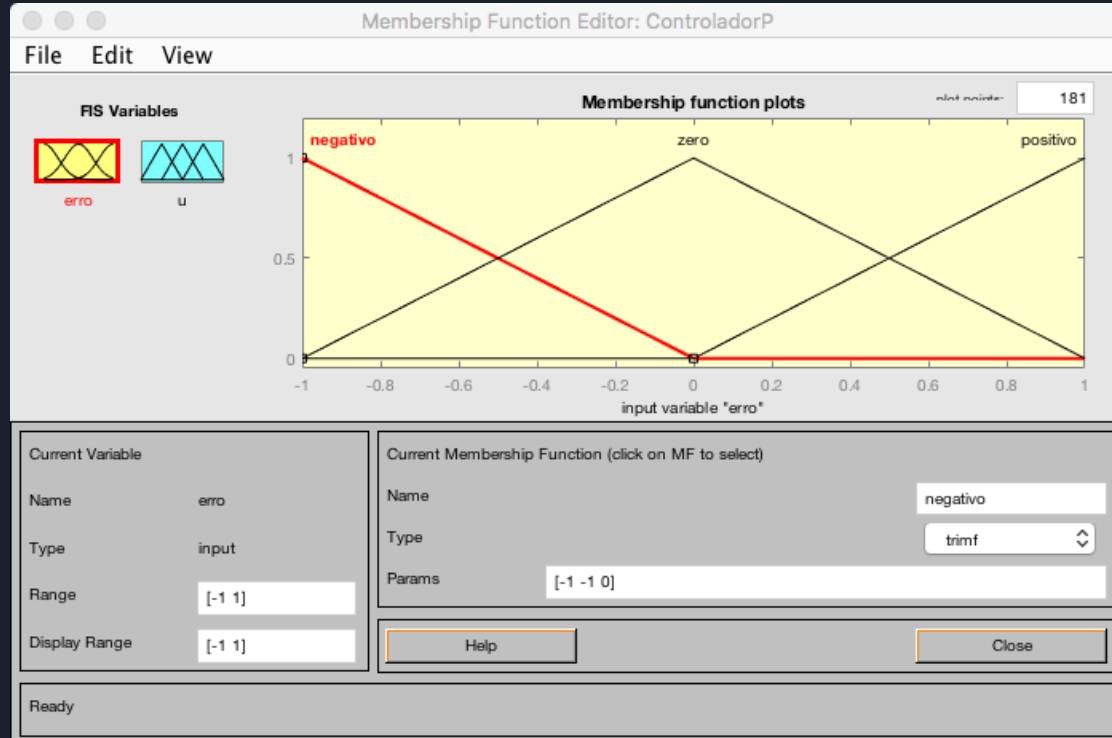 Membership Function Editor: ControladorP
File Edit View
FIS Variables
erro
u
Membership function plots
plot points:
181
negativo
zero
positivo
1
0.5
0
-1 -0.8 -0.6 -0.4 -0.2 0 0.2 0.4 0.6 0.8 1
input variable "erro"
Current Variable
Name erro
Type input
Range [-1 1]
Display Range [-1 1]
Current Membership Function (click on MF to select)
Name negativo
Type trimf
Params [-1 -1 0]
Help Close
Ready